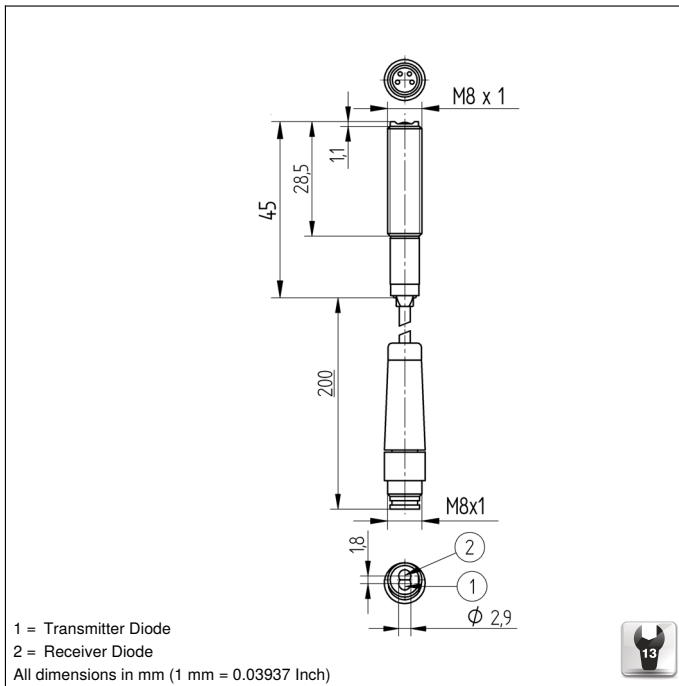 M8 x 1
1,1
28,5
45
200
M8x1
1,8
2
1
Φ 2,9
1 = Transmitter Diode
2 = Receiver Diode
All dimensions in mm (1 mm = 0.03937 Inch)
13